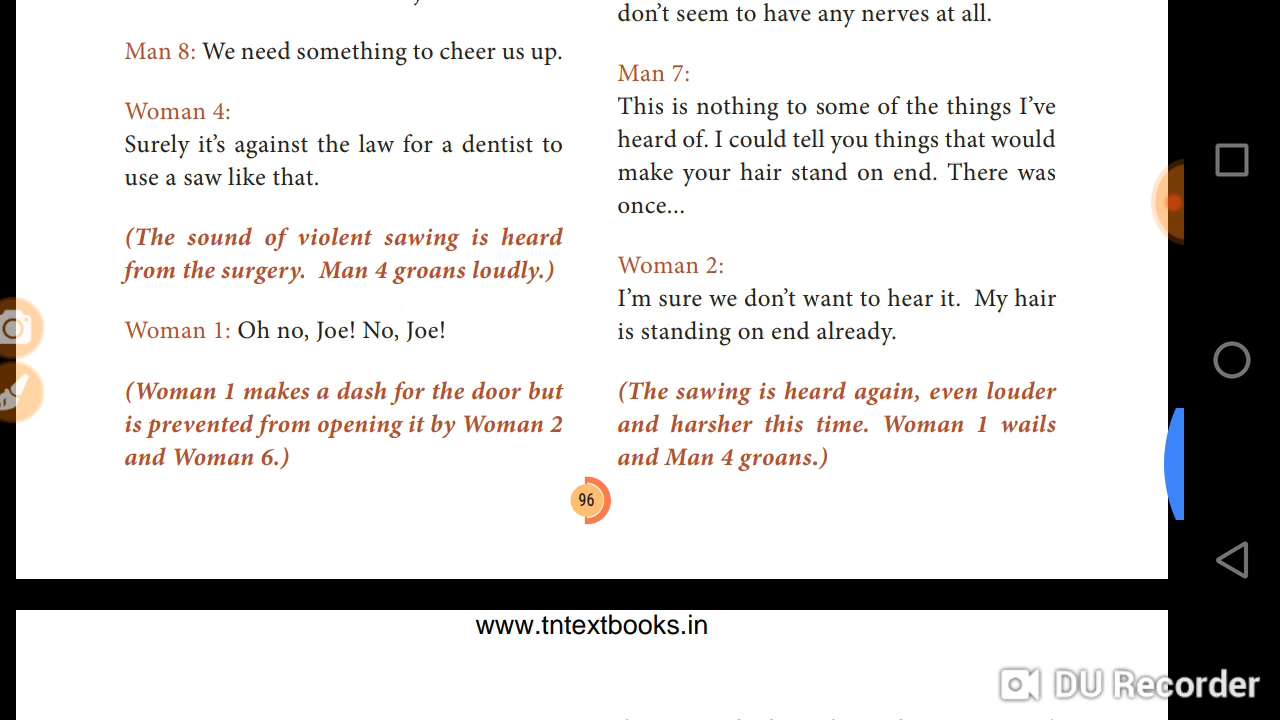 Man 8: We need something to cheer us up.
Woman 4:
Surely it's against the law for a dentist to
use a saw like that.
(The sound of violent sawing is heard
from the surgery. Man 4 groans loudly.)
Woman 1: Oh no, Joe! No, Joe!
(Woman 1 makes a dash for the door but
is prevented from opening it by Woman 2
and Woman 6.)
don't seem to have any nerves at all.
Man 7:
This is nothing to some of the things I've
heard of. I could tell you things that would
make your hair stand on end. There was
once...
Woman 2:
I'm sure we don't want to hear it. My hair
is standing on end already.
(The sawing is heard again, even louder
and harsher this time. Woman 1 wails
and Man 4 groans.)
96
www.tntextbooks.in
DU Recorder